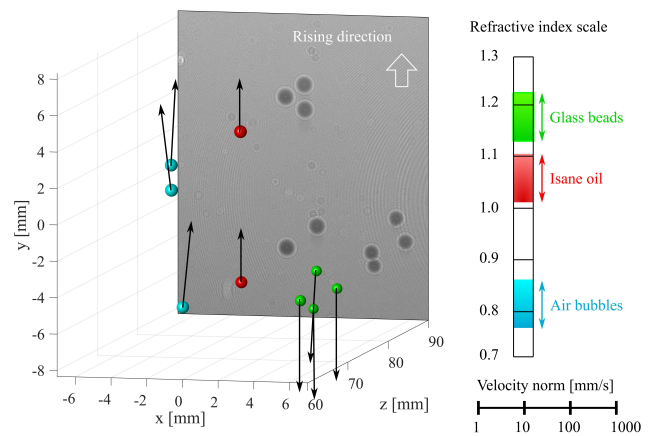 Rising direction
8
6
4
2
0
-2
-4
-6
-8
y [mm]
-6 -4 -2 0 2 4 6
x [mm]
60 70 80 90
z [mm]
Refractive index scale
1.3
1.2
1.1
1.0
0.9
0.8
0.7
Glass beads
Isane oil
Air bubbles
Velocity norm [mm/s]
1 10 100 1000